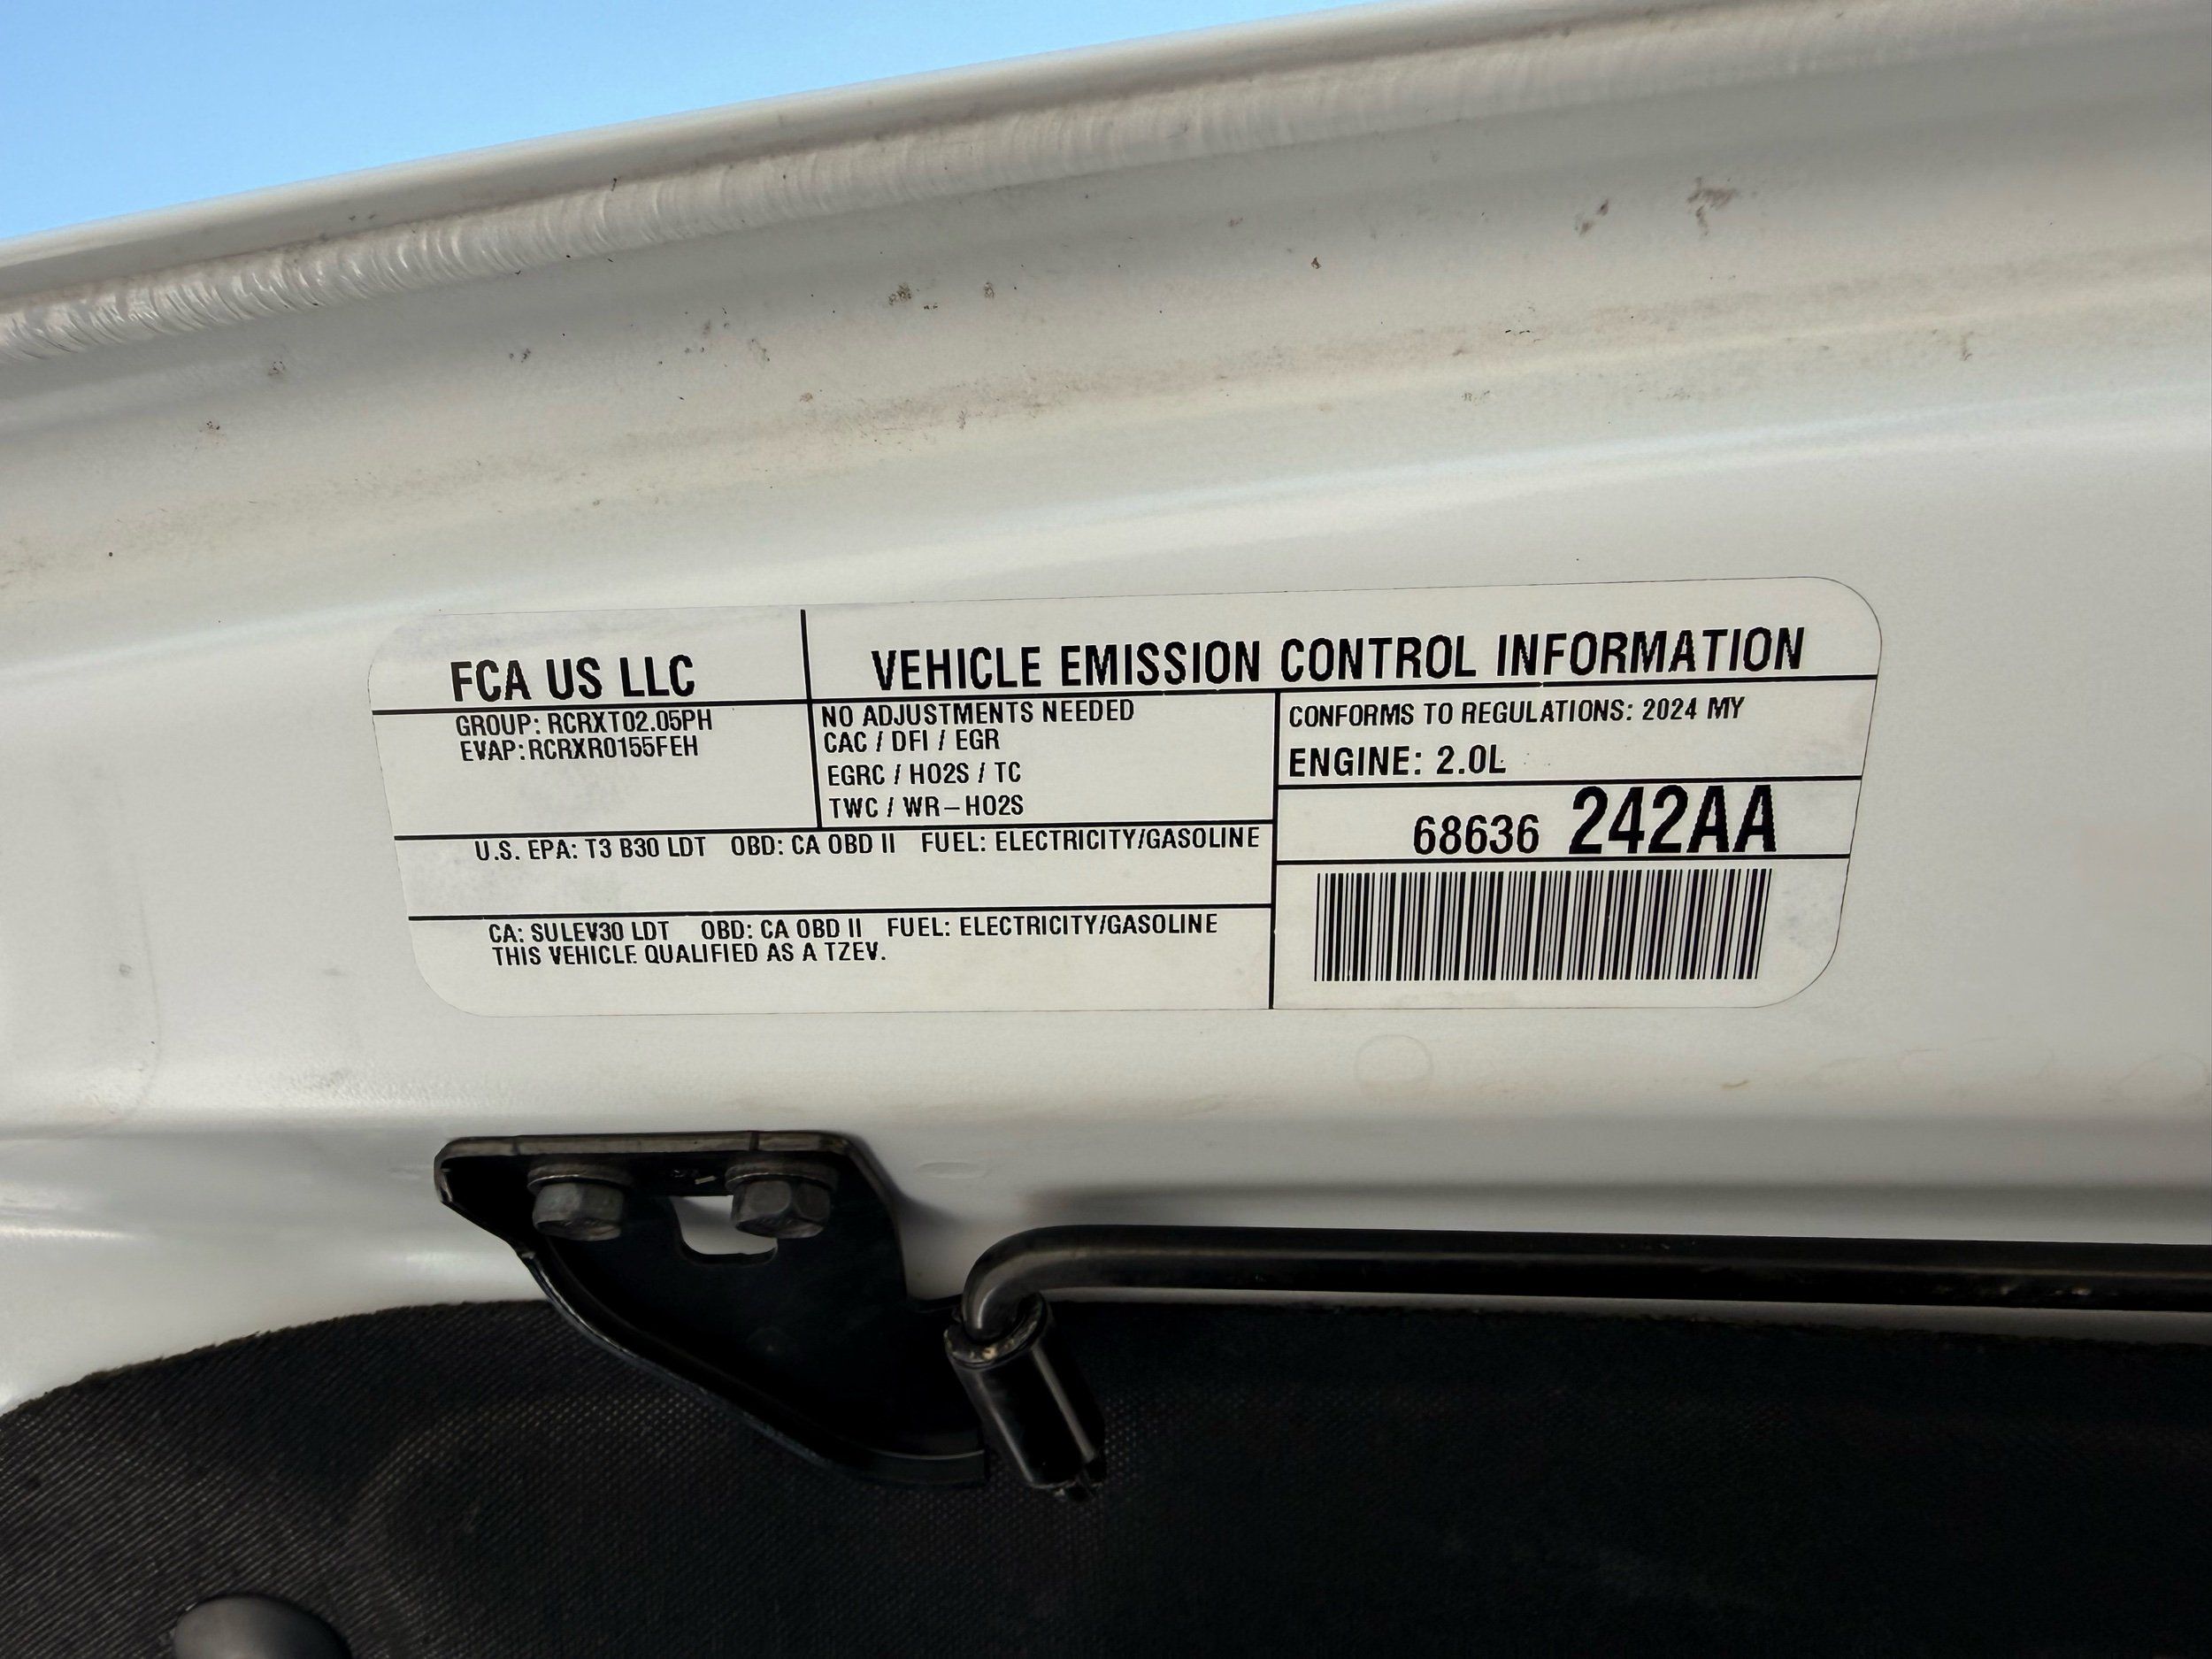 FCA US LLC
VEHICLE EMISSION CONTROL INFORMATION
GROUP: RCRXT02.05PH
EVAP:RCRXR0155FEH
NO ADJUSTMENTS NEEDED
CAC / DFI / EGR
EGRC / HO2S / TC
TWC / WR-HO2S
CONFORMS TO REGULATIONS: 2024 MY
ENGINE: 2.0L
68636 242AA
U.S. EPA: T3 B30 LDT OBD: CA OBD II FUEL: ELECTRICITY/GASOLINE
CA: SULEV30 LDT OBD: CA OBD II FUEL: ELECTRICITY/GASOLINE
THIS VEHICLE QUALIFIED AS A TZEV.